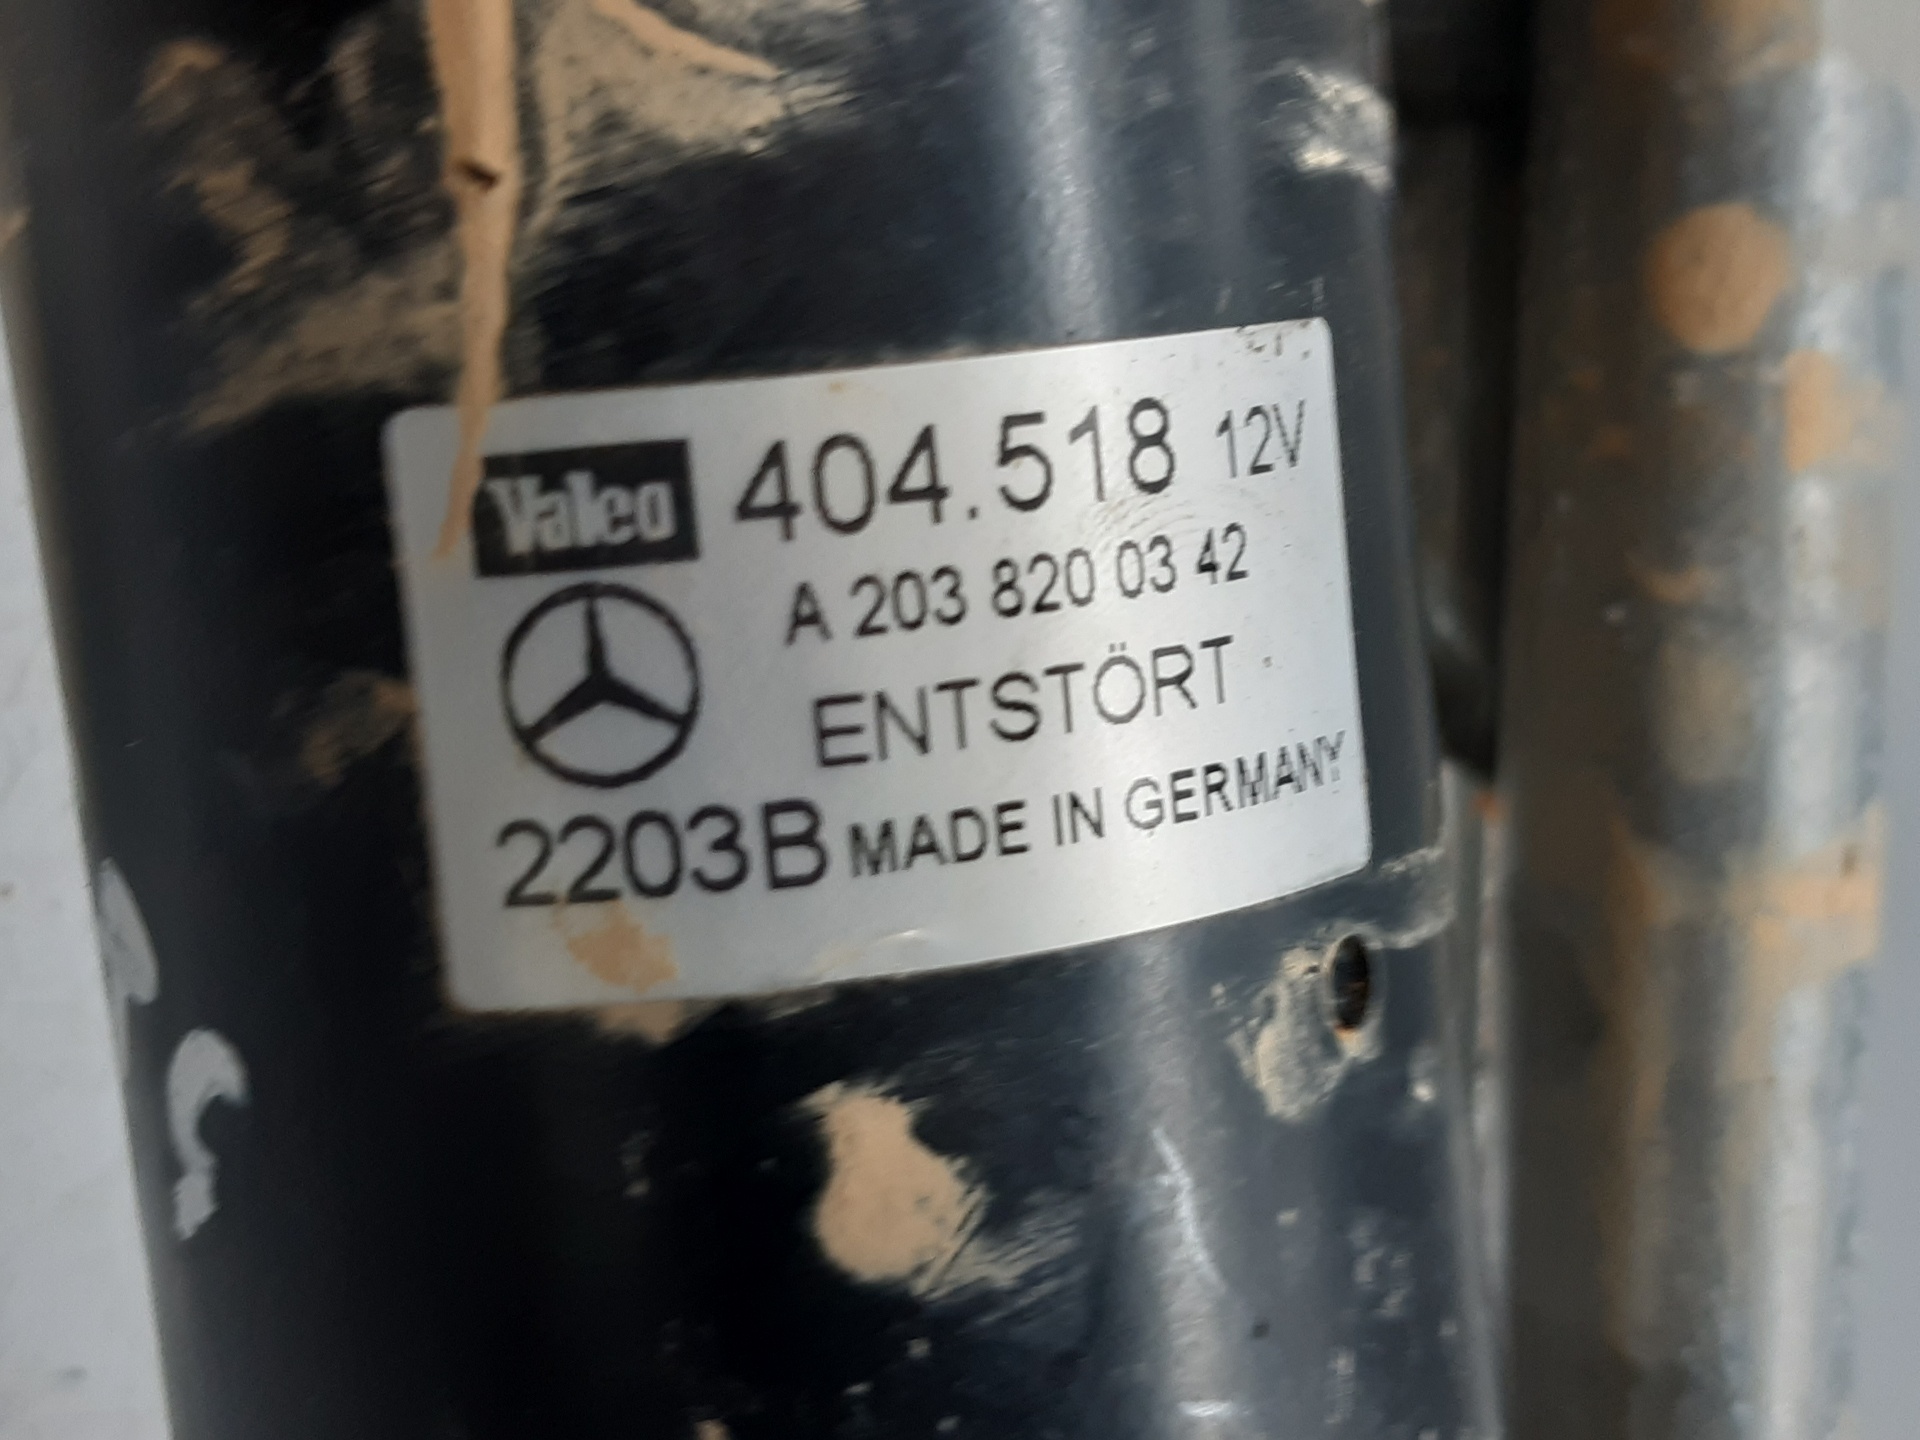 Valeo 404.518 12V
A 203 820 03 42
ENTSTÖRT
2203B MADE IN GERMANY